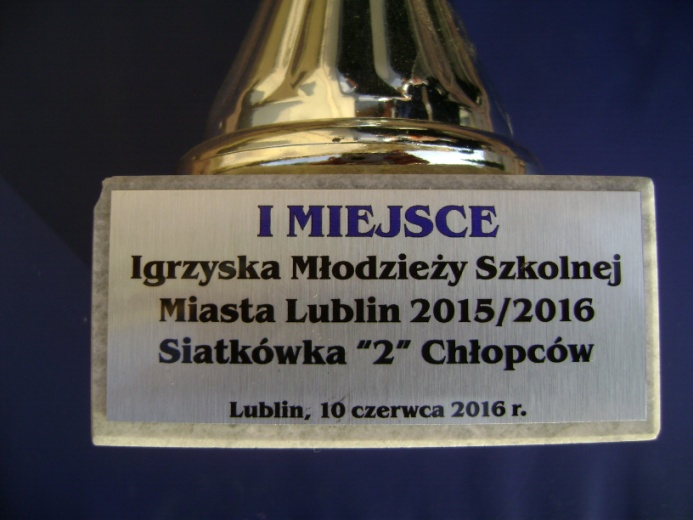 I MIEJSCE
Igrzyska Młodzieży Szkolnej
Miasta Lublin 2015/2016
Siatkówka "2" Chłopców
Lublin, 10 czerwca 2016 r.